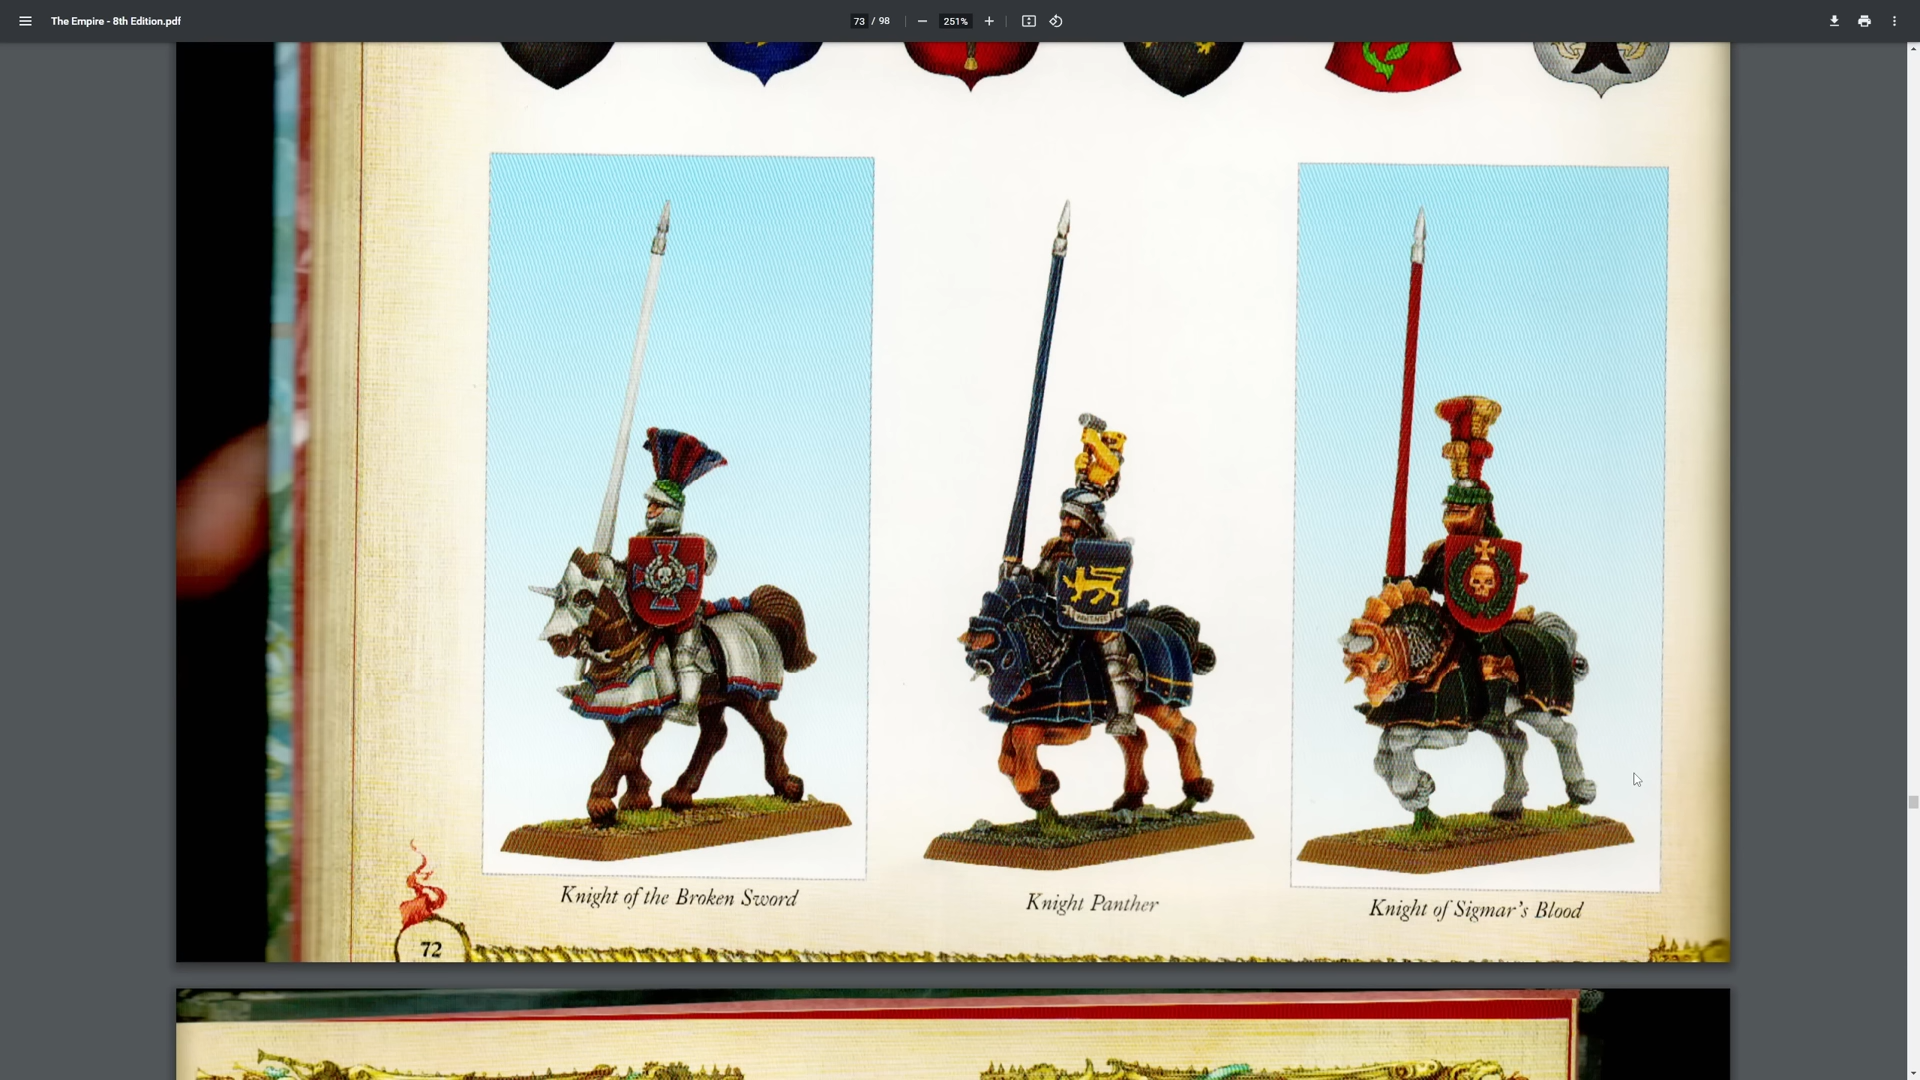 The Empire - 8th Edition.pdf
73 / 98
251%
Knight of the Broken Sword
Knight Panther
Knight of Sigmar's Blood
72